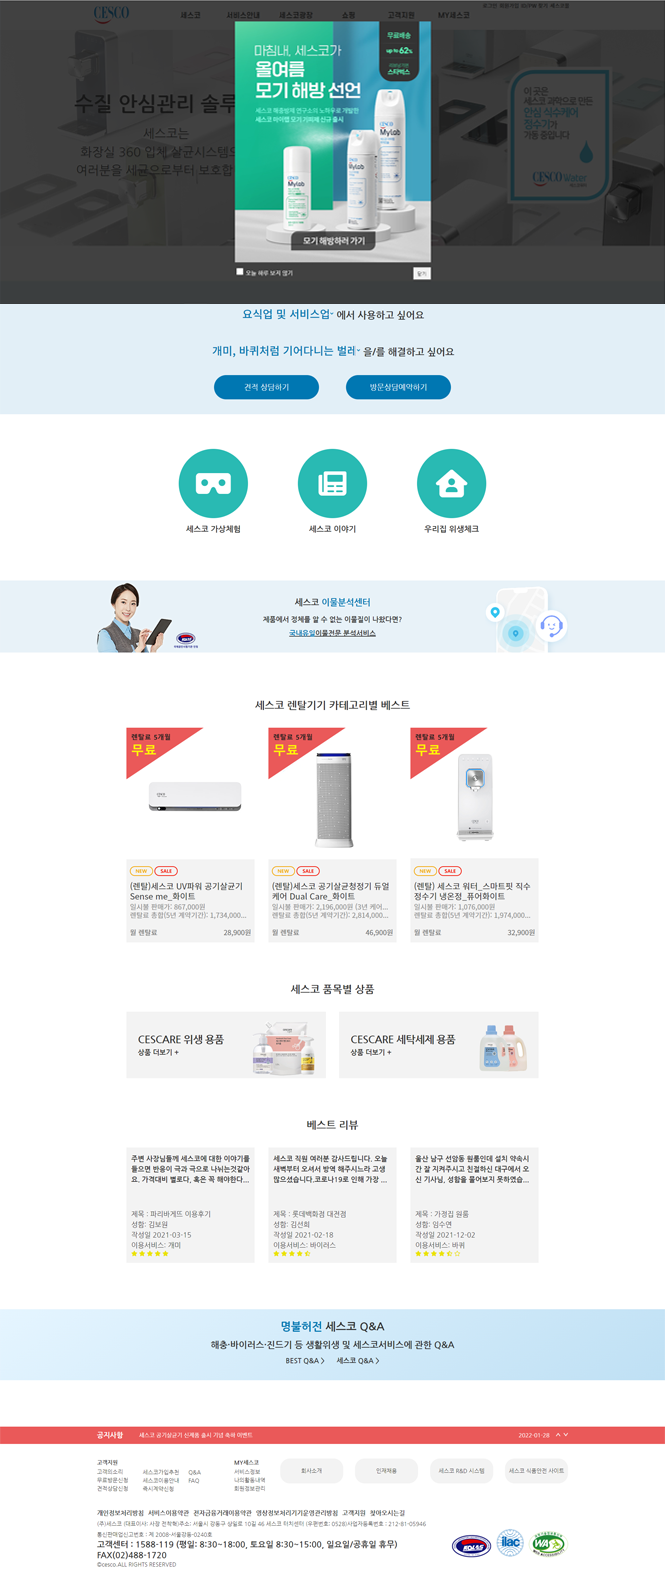 CESCO
세스코 서비스안내 세스코광장 쇼핑 고객지원 MY세스코
마침내, 세스코가
올여름
모기 해방 선언
세스코 해충방제 연구소의 노하우로 개발한
세스코 마이랩 모기 기피제 신규 출시
무료배송
up to 62%
스타벅스
CESCO
Mylab
모기 해방하러 가기
오늘 하루 보지 않기
닫기
수질 안심관리 솔루
세스코는
화장실 360 입체 살균시스템으
여러분을 세균으로부터 보호합
이 곳은
세스코 과학으로 만든
안심 식수케어
정수기가
가동 중입니다
CESCO Water
요식업 및 서비스업 에서 사용하고 싶어요
개미, 바퀴처럼 기어다니는 벌레 을/를 해결하고 싶어요
견적 상담하기
방문상담예약하기
세스코 가상체험
세스코 이야기
우리집 위생체크
세스코 이물분석센터
제품에서 정체를 알 수 없는 이물질이 나왔다면?
국내유일이물전문 분석서비스
세스코 렌탈기기 카테고리별 베스트
렌탈료 5개월
무료
렌탈료 5개월
무료
렌탈료 5개월
무료
NEW SALE
(렌탈)세스코 UV파워 공기살균기
Sense me_화이트
일시불 판매가: 867,000원
렌탈료 총합(5년 계약기간): 1,734,000...
월 렌탈료 28,900원
NEW SALE
(렌탈)세스코 공기살균청정기 듀얼
케어 Dual Care_화이트
일시불 판매가: 2,196,000원 (3년 케어...
렌탈료 총합(5년 계약기간): 2,814,000...
월 렌탈료 46,900원
NEW SALE
(렌탈) 세스코 워터_스마트핏 직수
정수기 냉온정_퓨어화이트
일시불 판매가: 1,076,000원
렌탈료 총합(5년 계약기간): 1,974,000...
월 렌탈료 32,900원
세스코 품목별 상품
CESCARE 위생 용품
상품 더보기 +
CESCARE 세탁세제 용품
상품 더보기 +
베스트 리뷰
주변 사장님들께 세스코에 대한 이야기를
들으면 반응이 극과 극으로 나뉘는것같아
요. 가격대비 별로다, 혹은 꼭 해야한다...
제목 : 파리바게뜨 이용후기
성함: 김보원
작성일 2021-03-15
이용서비스: 개미
세스코 직원 여러분 감사드립니다. 오늘
새벽부터 오셔서 방역 해주시느라 고생
많으셨습니다.코로나19로 인해 가장 ...
제목 : 롯데백화점 대전점
성함: 김선희
작성일 2021-02-18
이용서비스: 바이러스
울산 남구 선암동 원룸인데 설치 약속시
간 잘 지켜주시고 친절하신 대구에서 오
신 기사님, 성함을 물어보지 못하였습...
제목 : 가정집 원룸
성함: 임수연
작성일 2021-12-02
이용서비스: 바퀴
명불허전 세스코 Q&A
해충·바이러스·진드기 등 생활위생 및 세스코서비스에 관한 Q&A
BEST Q&A > 세스코 Q&A >
공지사항 세스코 공기살균기 신제품 출시 기념 축하 이벤트 2022-01-28
고객지원
고객의소리 세스코가입추천 Q&A
무료방문신청 세스코이용안내 FAQ
견적상담신청 즉시계약신청
MY세스코
서비스정보
나의활동내역
회원정보관리
회사소개
인재채용
세스코 R&D 시스템
세스코 식품안전 사이트
개인정보처리방침 서비스이용약관 전자금융거래이용약관 영상정보처리기기운영관리방침 고객지원 찾아오시는길
(주)세스코 (대표이사: 사장 전찬혁)주소: 서울시 강동구 상일로 10길 46 세스코 터치센터 (우편번호: 0528)사업자등록번호 : 212-81-05946
통신판매업신고번호 : 제 2008-서울강동-0240호
고객센터 : 1588-119 (평일: 8:30~18:00, 토요일 8:30~15:00, 일요일/공휴일 휴무)
FAX(02)488-1720
©cesco.ALL RIGHTS RESERVED
KOLAS
ilac
WA